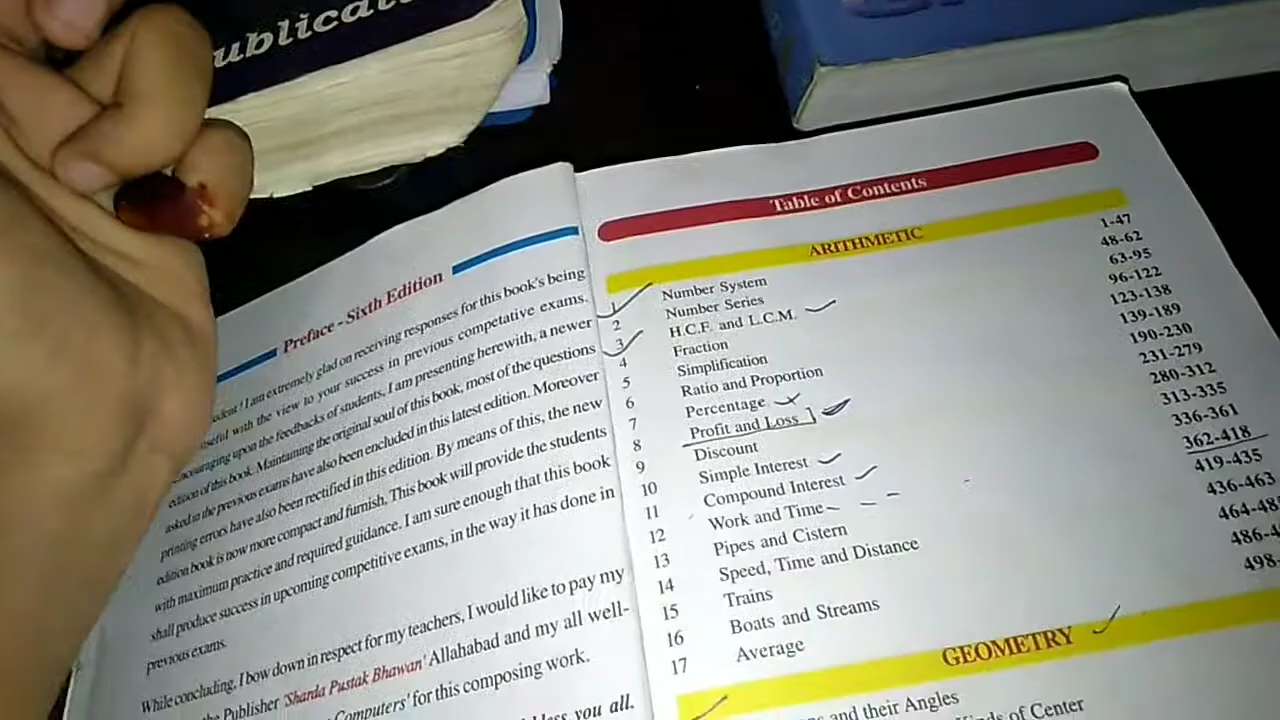 ublicat
Preface - Sixth Edition
udent ! I am extremely glad on receiving responses for this book's being
useful with the view to your success in previous competative exams.
encouraging upon the feedbacks of students, I am presenting herewith, a newer
edition of this book. Maintaining the original soul of this book, most of the questions
asked in the previous exams have also been encluded in this latest edition. Moreover
printing errors have also been rectified in this edition. By means of this, the new
edition book is now more compact and furnish. This book will provide the students
with maximum practice and required guidance. I am sure enough that this book
shall produce success in upcoming competitive exams, in the way it has done in
previous exams.
While concluding, I bow down in respect for my teachers, I would like to pay my
the Publisher 'Sharda Pustak Bhawan' Allahabad and my all well-
Computers' for this composing work.
you all.
Table of Contents
ARITHMETIC
1 Number System 1-47
2 Number Series 48-62
3 H.C.F. and L.C.M. 63-95
4 Fraction 96-122
5 Simplification 123-138
6 Ratio and Proportion 139-189
7 Percentage 190-230
8 Profit and Loss 231-279
9 Discount 280-312
10 Simple Interest 313-335
11 Compound Interest 336-361
12 Work and Time 362-418
13 Pipes and Cistern 419-435
14 Speed, Time and Distance 436-463
15 Trains 464-48
16 Boats and Streams 486-4
17 Average 498-
GEOMETRY
and their Angles
Kinds of Center